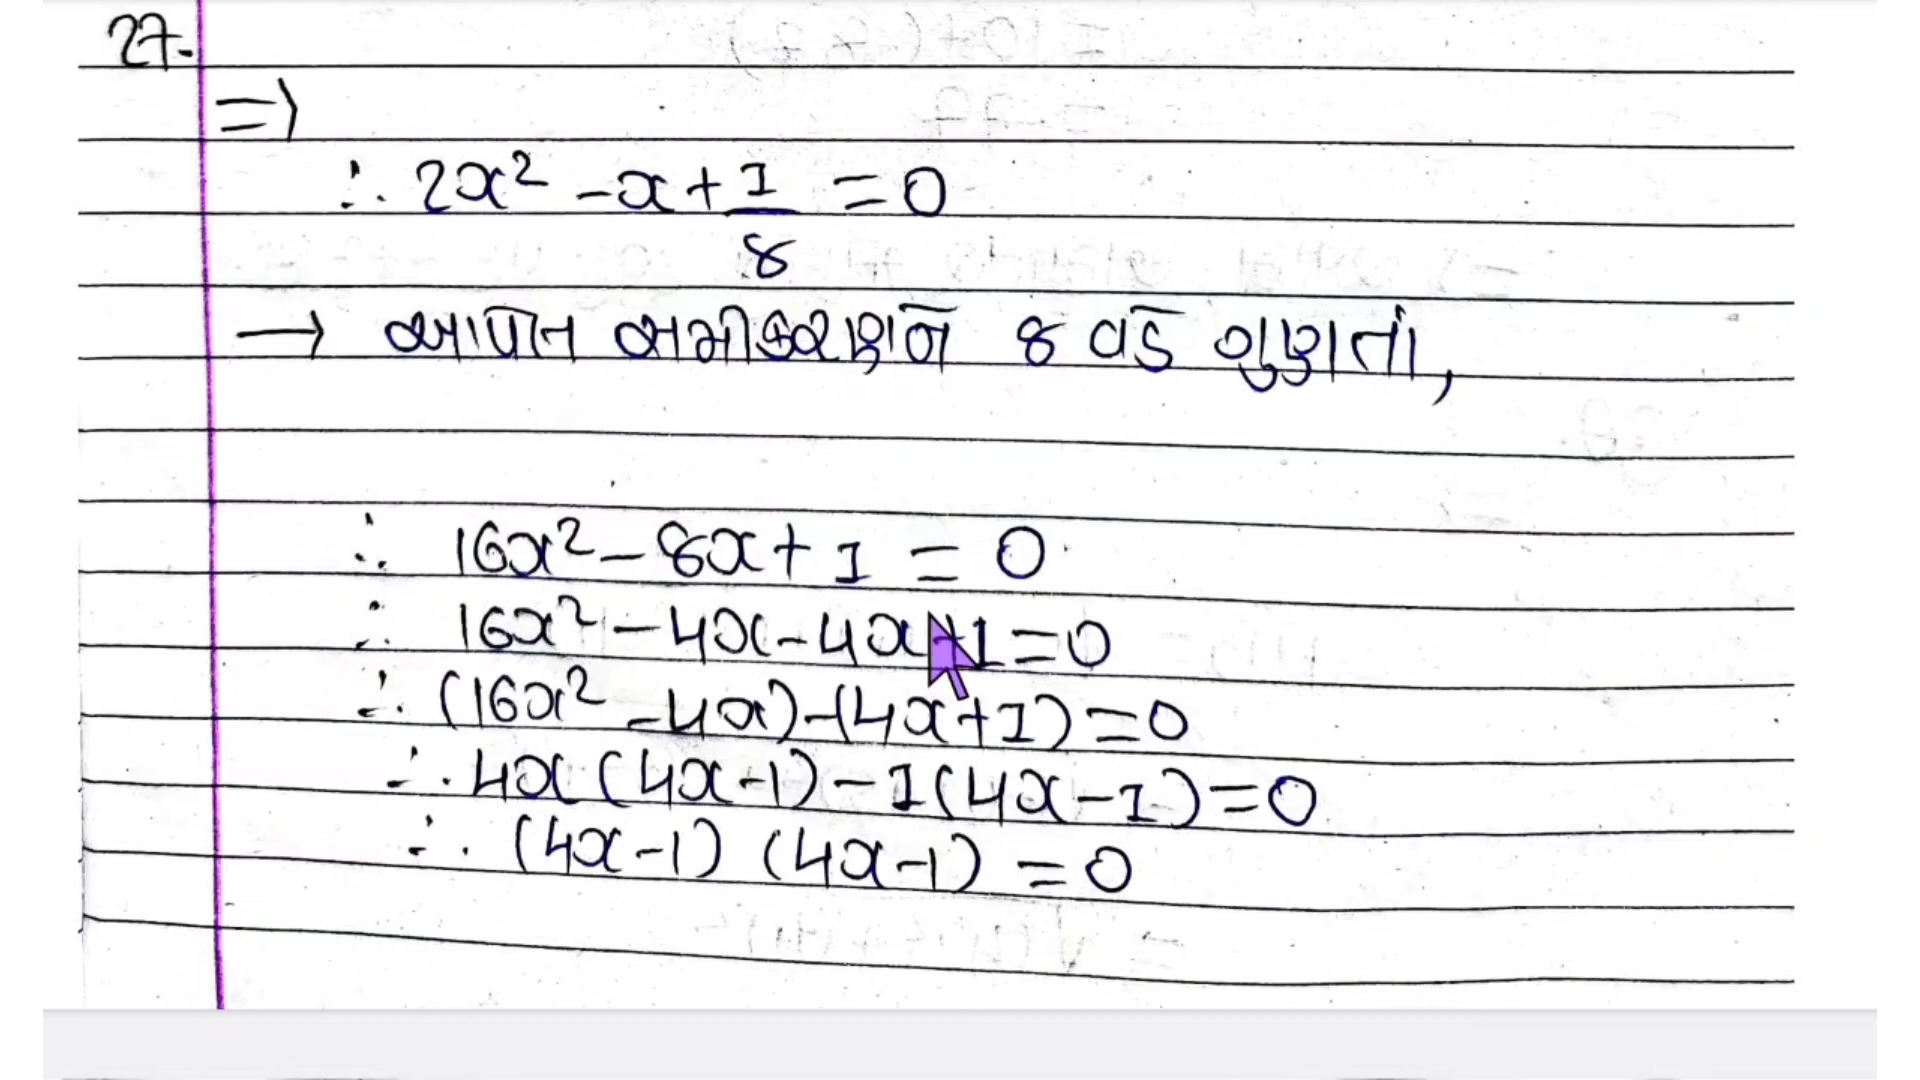 27.
=>
∴ 2x² - x + 1/8 = 0
→ આપેલ સમીકરણને 8 વડે ગુણતાં,
∴ 16x² - 8x + 1 = 0
∴ 16x² - 4x - 4x + 1 = 0
∴ (16x² - 4x) - (4x + 1) = 0
∴ 4x (4x - 1) - 1 (4x - 1) = 0
∴ (4x - 1) (4x - 1) = 0